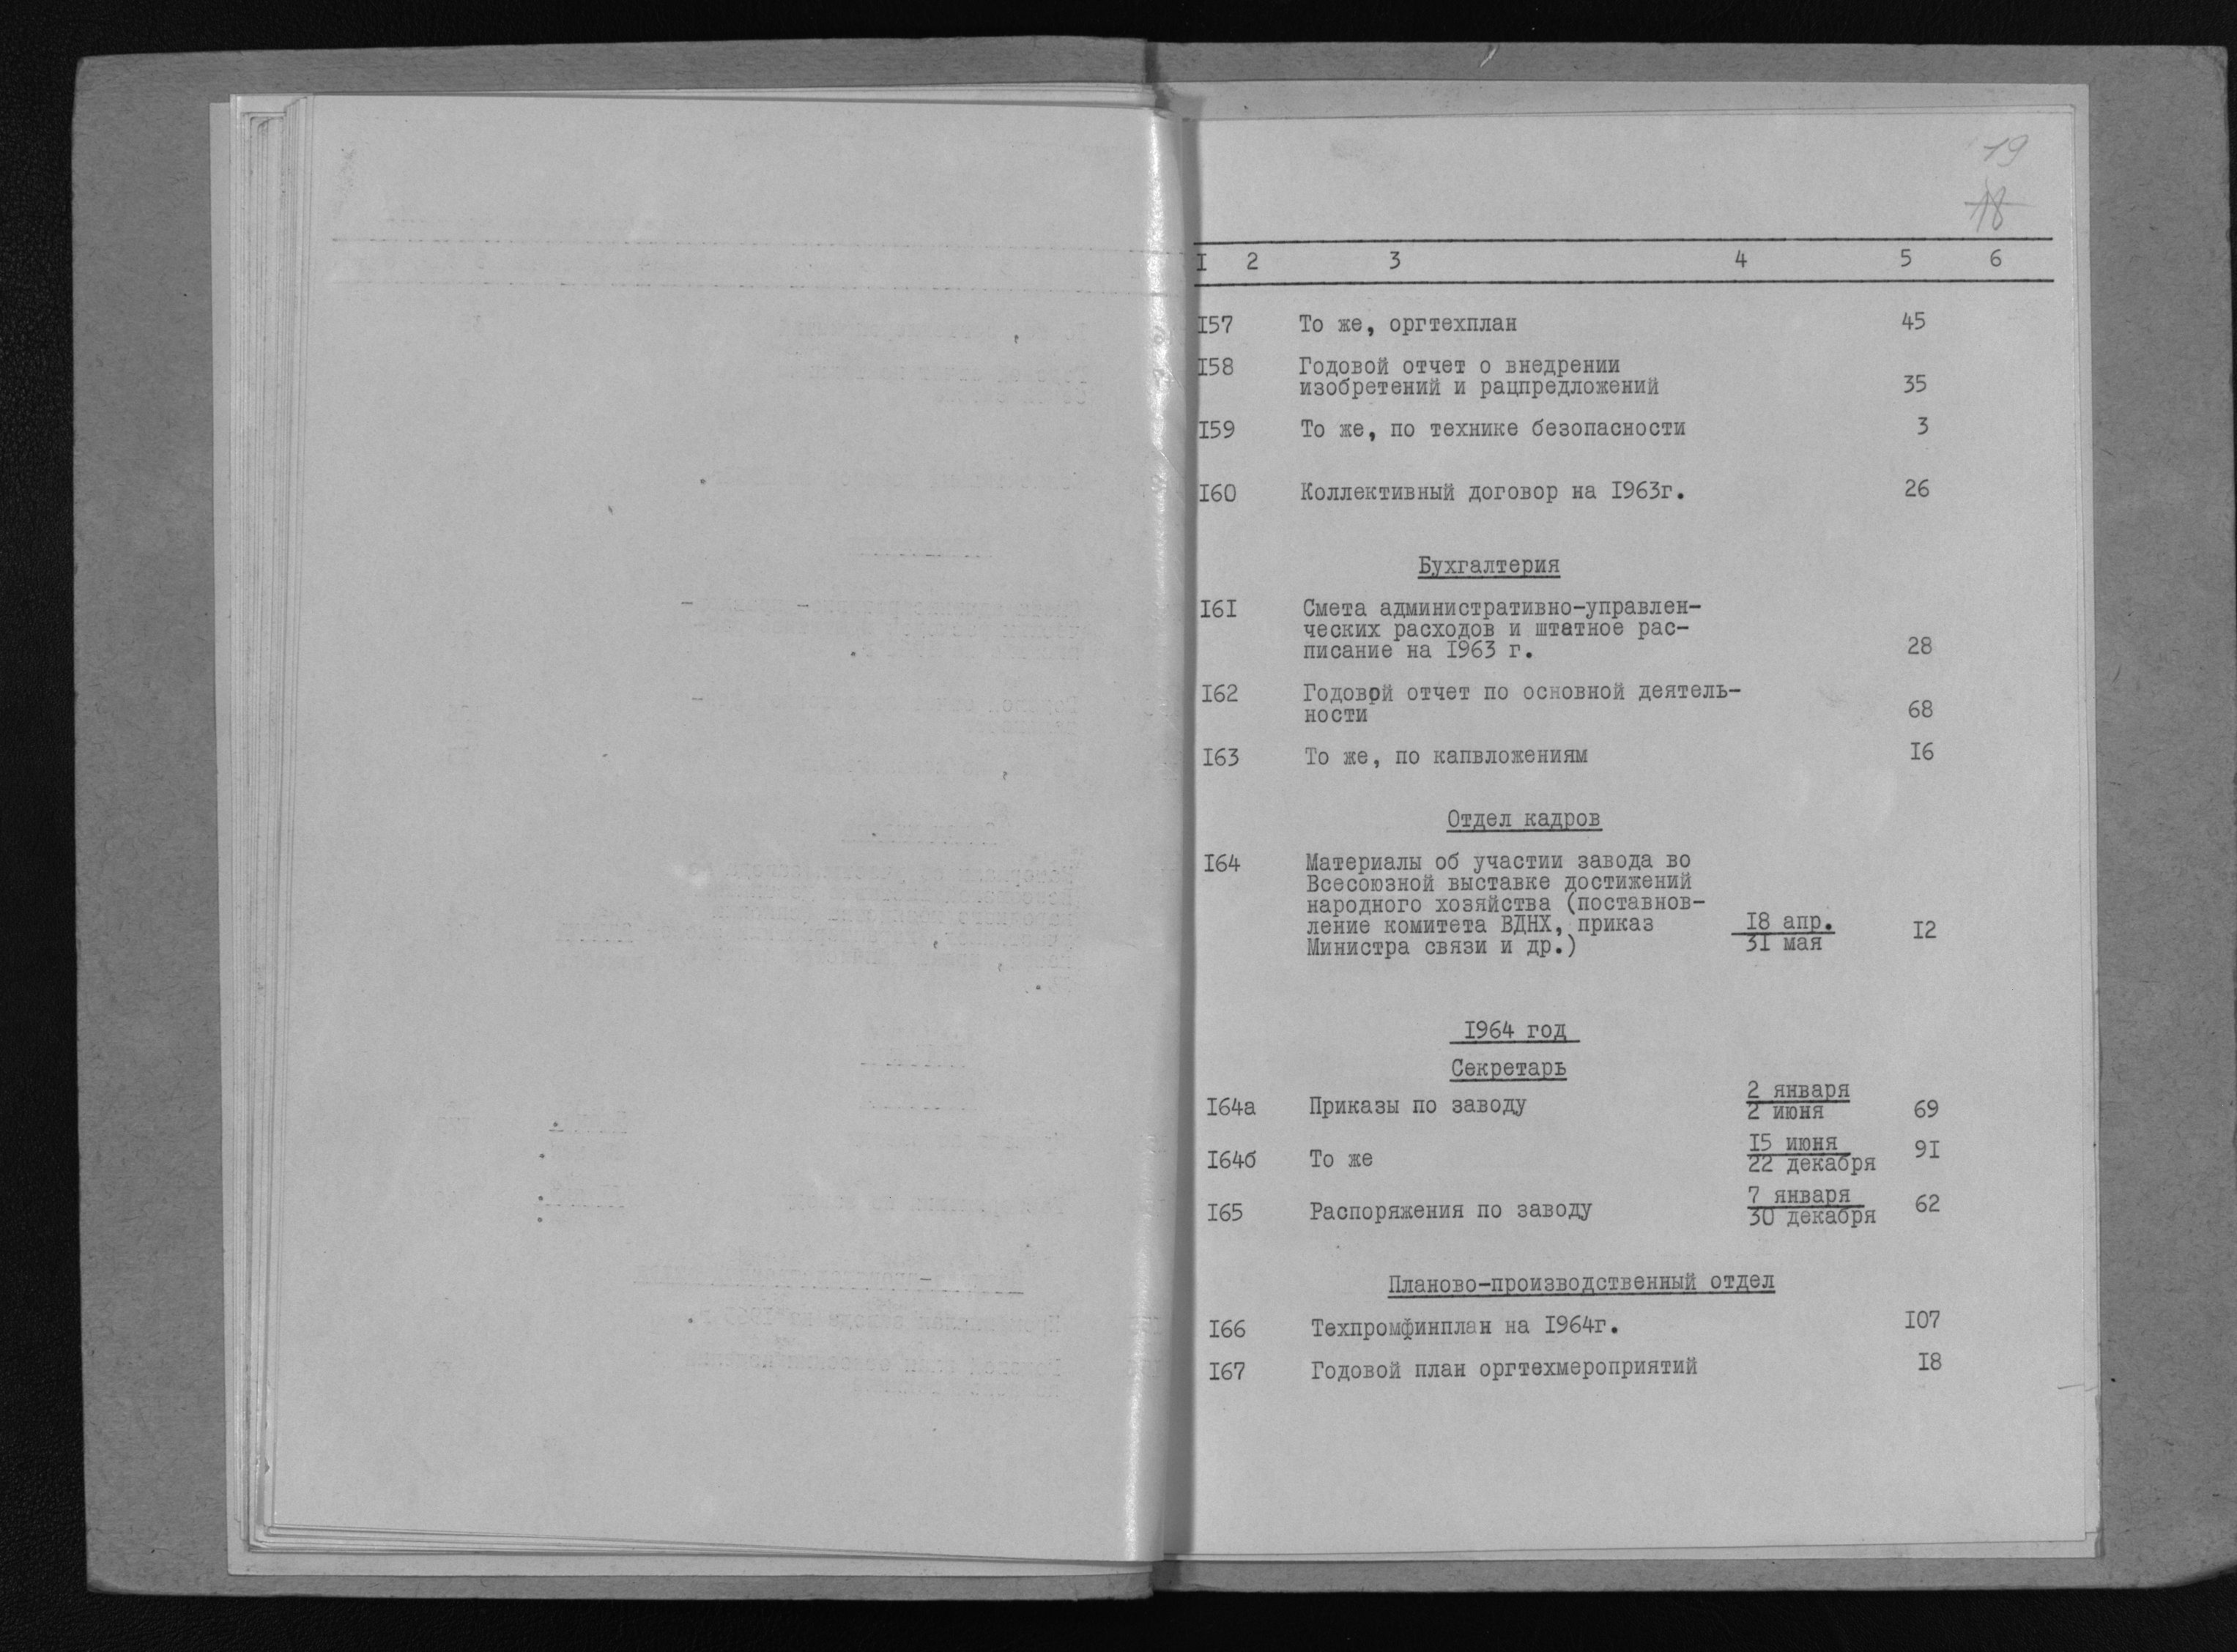 19
18
I 2 3 4 5 6
I57 То же, оргтехплан 45
I58 Годовой отчет о внедрении
изобретений и рацпредложений 35
I59 То же, по технике безопасности 3
I60 Коллективный договор на I963г. 26
Бухгалтерия
I6I Смета административно-управлен-
ческих расходов и штатное рас-
писание на I963 г. 28
I62 Годовой отчет по основной деятель-
ности 68
I63 То же, по капвложениям I6
Отдел кадров
I64 Материалы об участии завода во
Всесоюзной выставке достижений
народного хозяйства (поставнов-
ление комитета ВДНХ, приказ I8 апр. I2
Министра связи и др.) 3I мая
I964 год
Секретарь
2 января
I64а Приказы по заводу 2 июня 69
I5 июня 9I
I64б То же 22 декабря
7 января 62
I65 Распоряжения по заводу 30 декабря
Планово-производственный отдел
I66 Техпромфинплан на I964г. I07
I67 Годовой план оргтехмероприятий I8